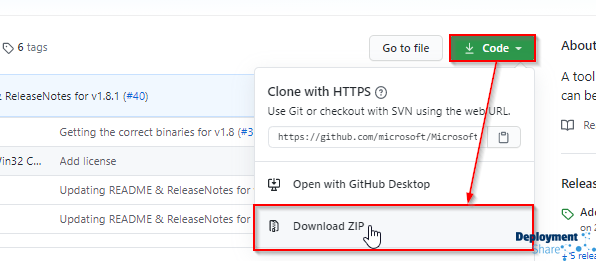 6 tags
Go to file
Code
About
& ReleaseNotes for v1.8.1 (#40)
Clone with HTTPS
Use Git or checkout with SVN using the web URL.
https://github.com/microsoft/Microsoft
A tool
can be
Getting the correct binaries for v1.8 (#3
Win32 C...
Add license
Open with GitHub Desktop
Updating README & ReleaseNotes for
Updating README & ReleaseNotes for
Download ZIP
Releas
Deployment
Share
+ 5 relea